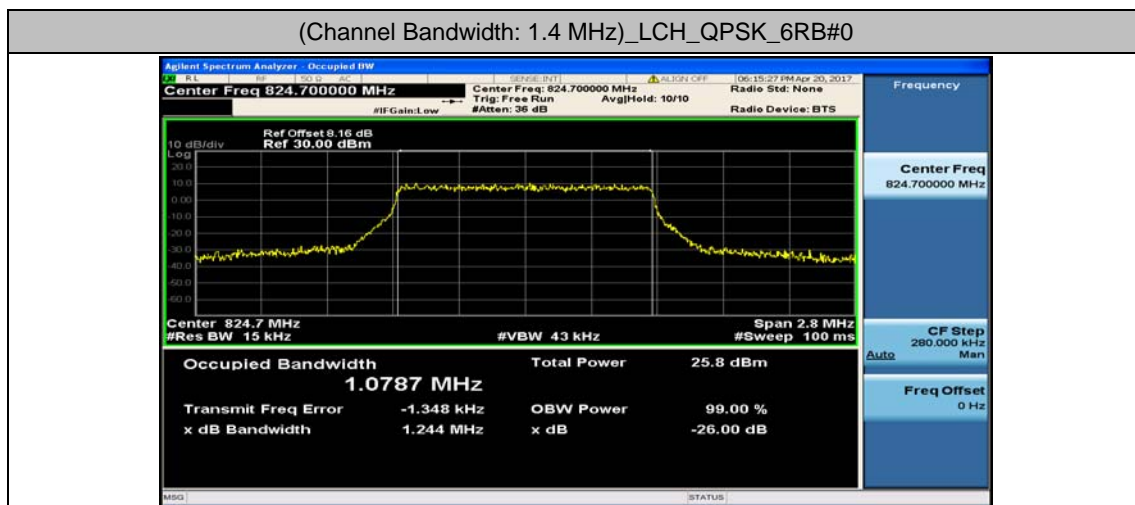 (Channel Bandwidth: 1.4 MHz)_LCH_QPSK_6RB#0
Agilent Spectrum Analyzer - Occupied BW
RL RF 50 Ω AC SENSE:INT ALIGN OFF 06:15:27 PM Apr 20, 2017
Center Freq 824.700000 MHz
Center Freq: 824.700000 MHz
Radio Std: None
Trig: Free Run Avg|Hold: 10/10
#IFGain:Low #Atten: 36 dB Radio Device: BTS
Ref Offset 8.16 dB
10 dB/div Ref 30.00 dBm
Log
20.0
10.0
0.00
-10.0
-20.0
-30.0
-40.0
-50.0
-60.0
Center 824.7 MHz Span 2.8 MHz
#Res BW 15 kHz #VBW 43 kHz #Sweep 100 ms
Occupied Bandwidth Total Power 25.8 dBm
1.0787 MHz
Transmit Freq Error -1.348 kHz OBW Power 99.00 %
x dB Bandwidth 1.244 MHz x dB -26.00 dB
Frequency
Center Freq
824.700000 MHz
CF Step
280.000 kHz
Auto Man
Freq Offset
0 Hz
MSG STATUS